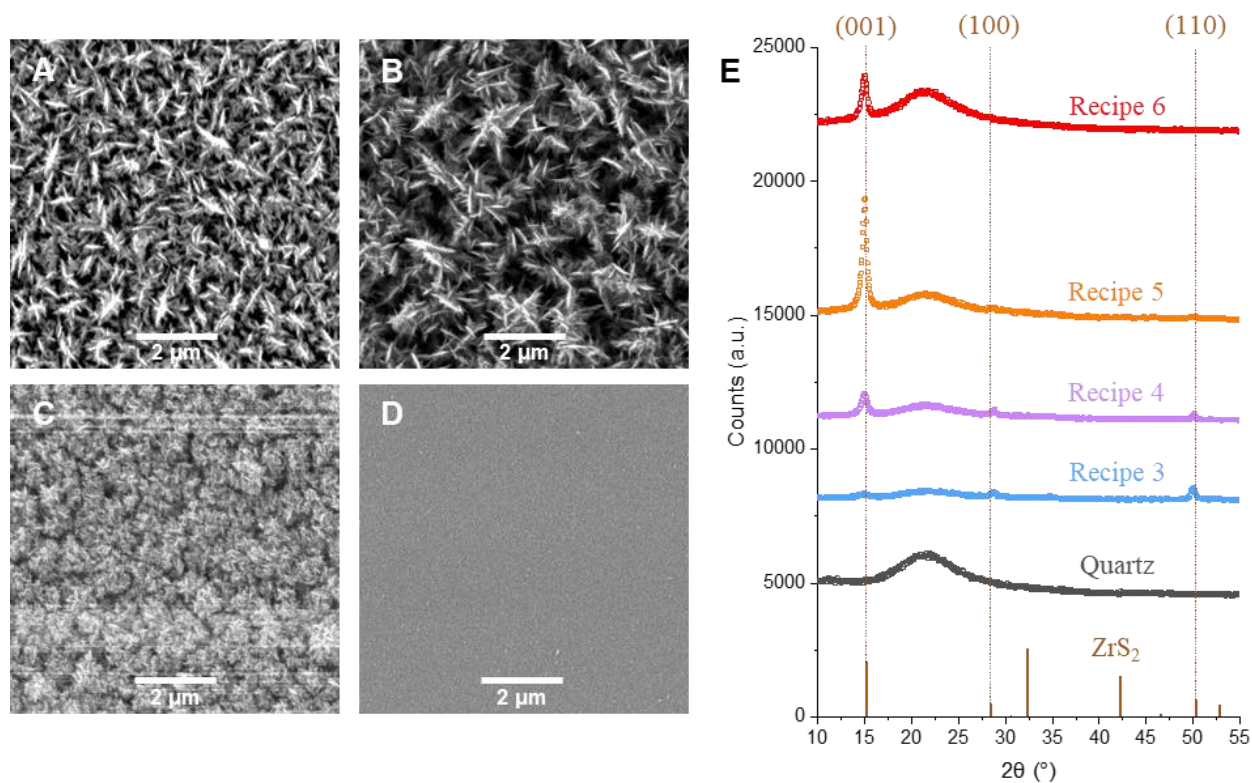 A
2 µm
B
2 µm
C
2 µm
D
2 µm
E
(001) (100) (110)
25000
20000
15000
10000
5000
0
Counts (a.u.)
Recipe 6
Recipe 5
Recipe 4
Recipe 3
Quartz
ZrS₂
10 15 20 25 30 35 40 45 50 55
2θ (°)